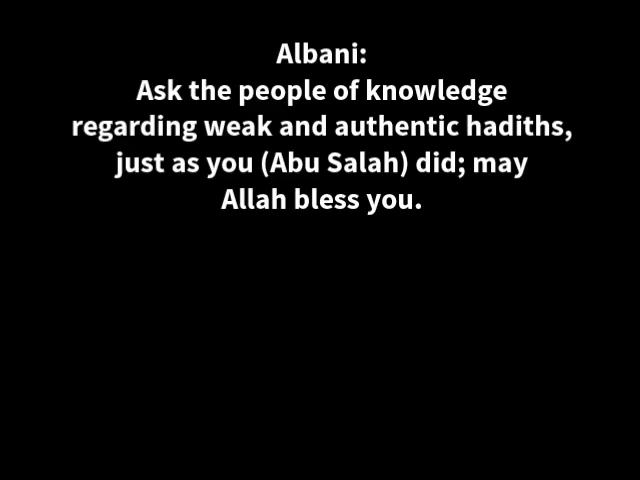 Albani:
Ask the people of knowledge
regarding weak and authentic hadiths,
just as you (Abu Salah) did; may
Allah bless you.